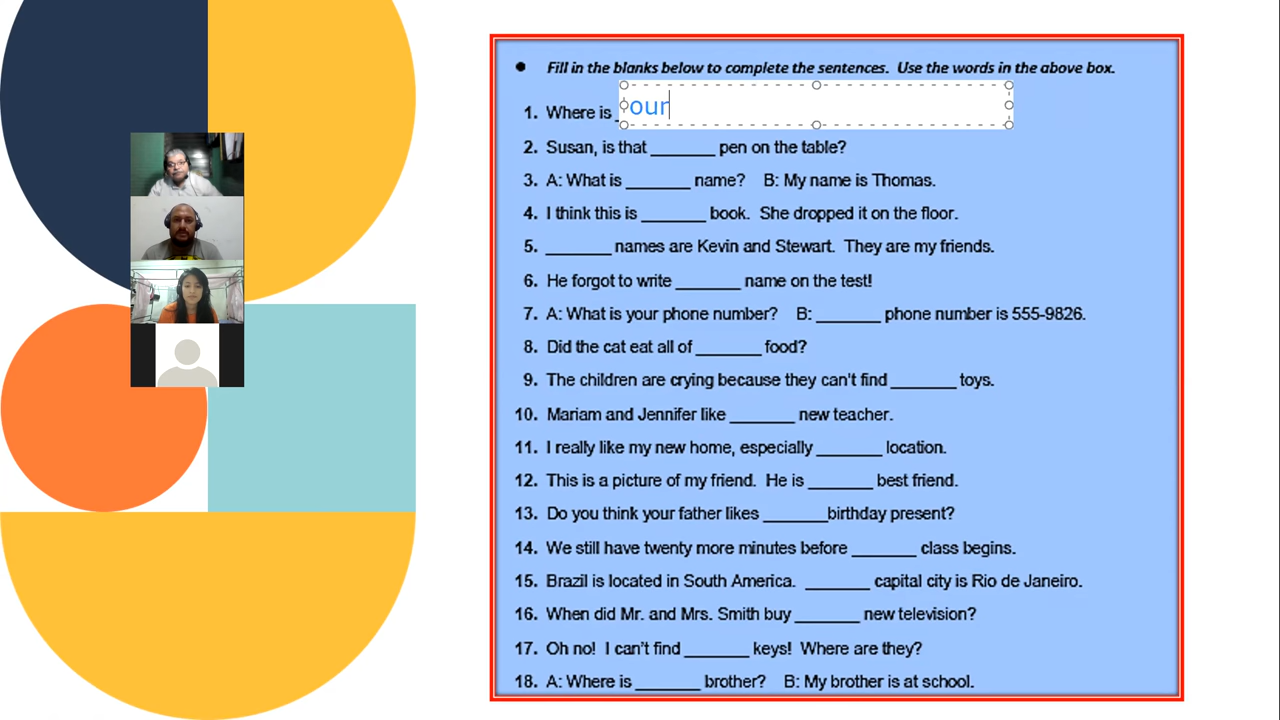 • Fill in the blanks below to complete the sentences. Use the words in the above box.
1. Where is our
2. Susan, is that _______ pen on the table?
3. A: What is _______ name? B: My name is Thomas.
4. I think this is _______ book. She dropped it on the floor.
5. _______ names are Kevin and Stewart. They are my friends.
6. He forgot to write _______ name on the test!
7. A: What is your phone number? B: _______ phone number is 555-9826.
8. Did the cat eat all of _______ food?
9. The children are crying because they can't find _______ toys.
10. Mariam and Jennifer like _______ new teacher.
11. I really like my new home, especially _______ location.
12. This is a picture of my friend. He is _______ best friend.
13. Do you think your father likes _______birthday present?
14. We still have twenty more minutes before _______ class begins.
15. Brazil is located in South America. _______ capital city is Rio de Janeiro.
16. When did Mr. and Mrs. Smith buy _______ new television?
17. Oh no! I can't find _______ keys! Where are they?
18. A: Where is _______ brother? B: My brother is at school.